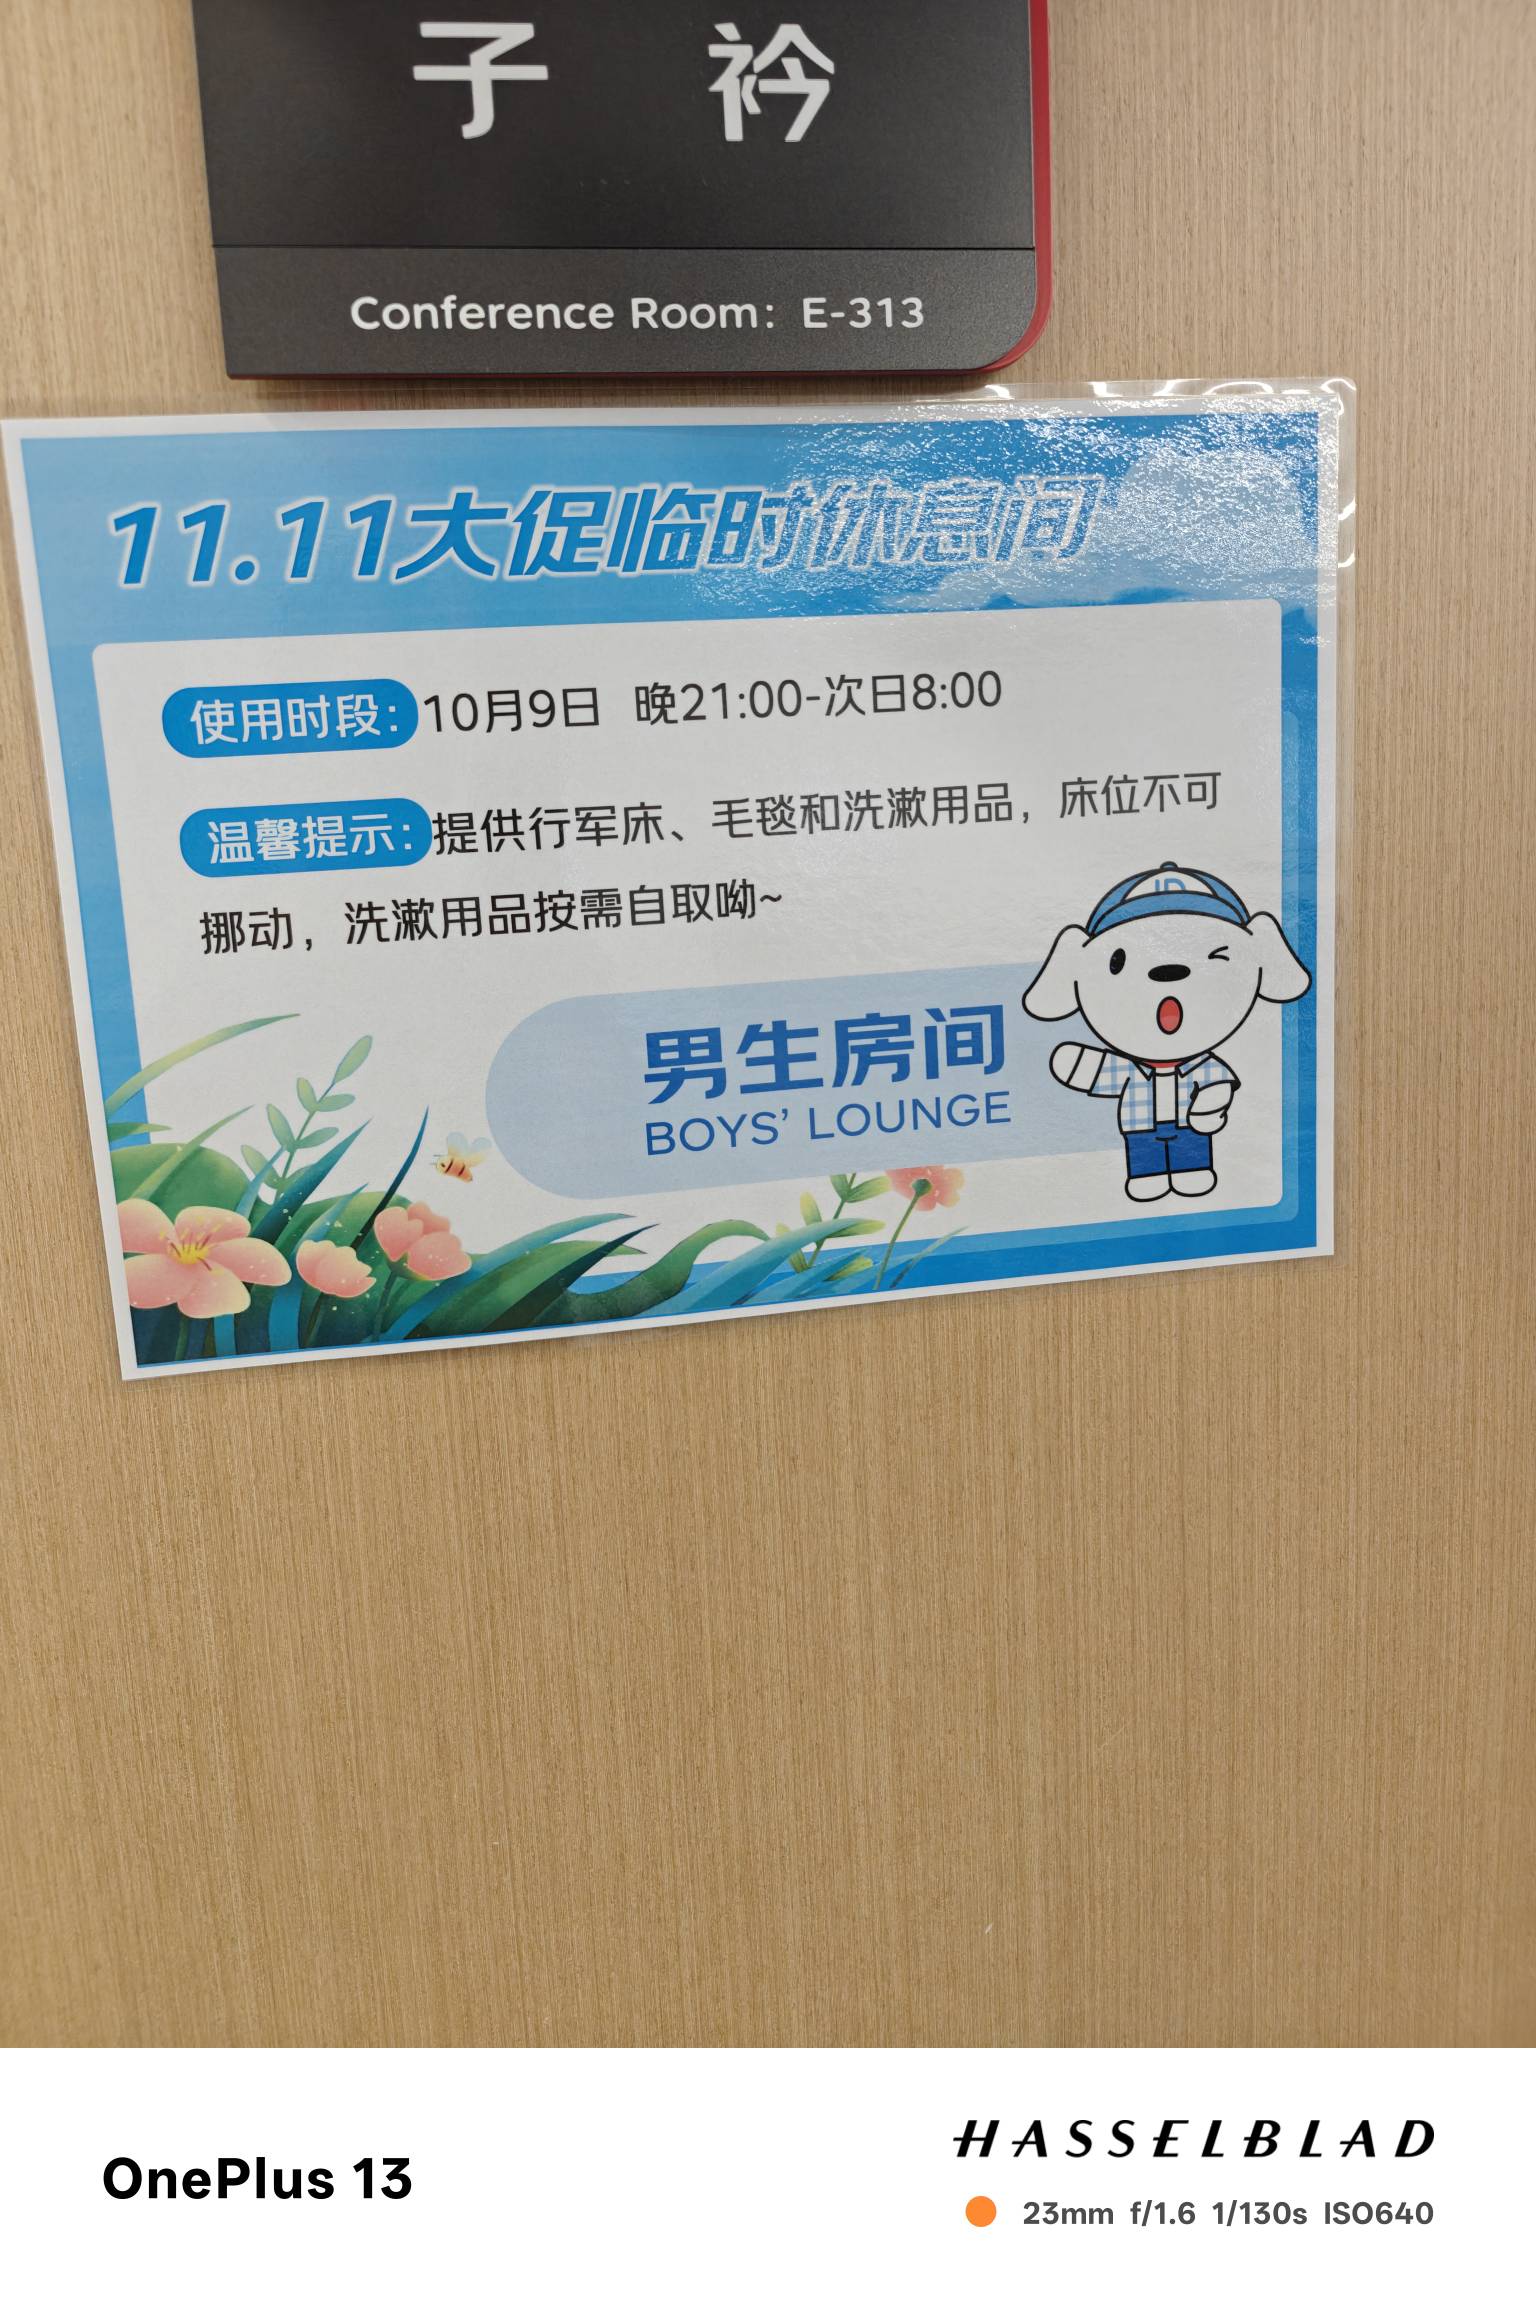 子 衿
Conference Room: E-313
11.11大促临时休息间
使用时段：10月9日 晚21:00-次日8:00
温馨提示：提供行军床、毛毯和洗漱用品，床位不可
挪动，洗漱用品按需自取呦~
JD
男生房间
BOYS' LOUNGE
OnePlus 13
HASSELBLAD
23mm f/1.6 1/130s ISO640